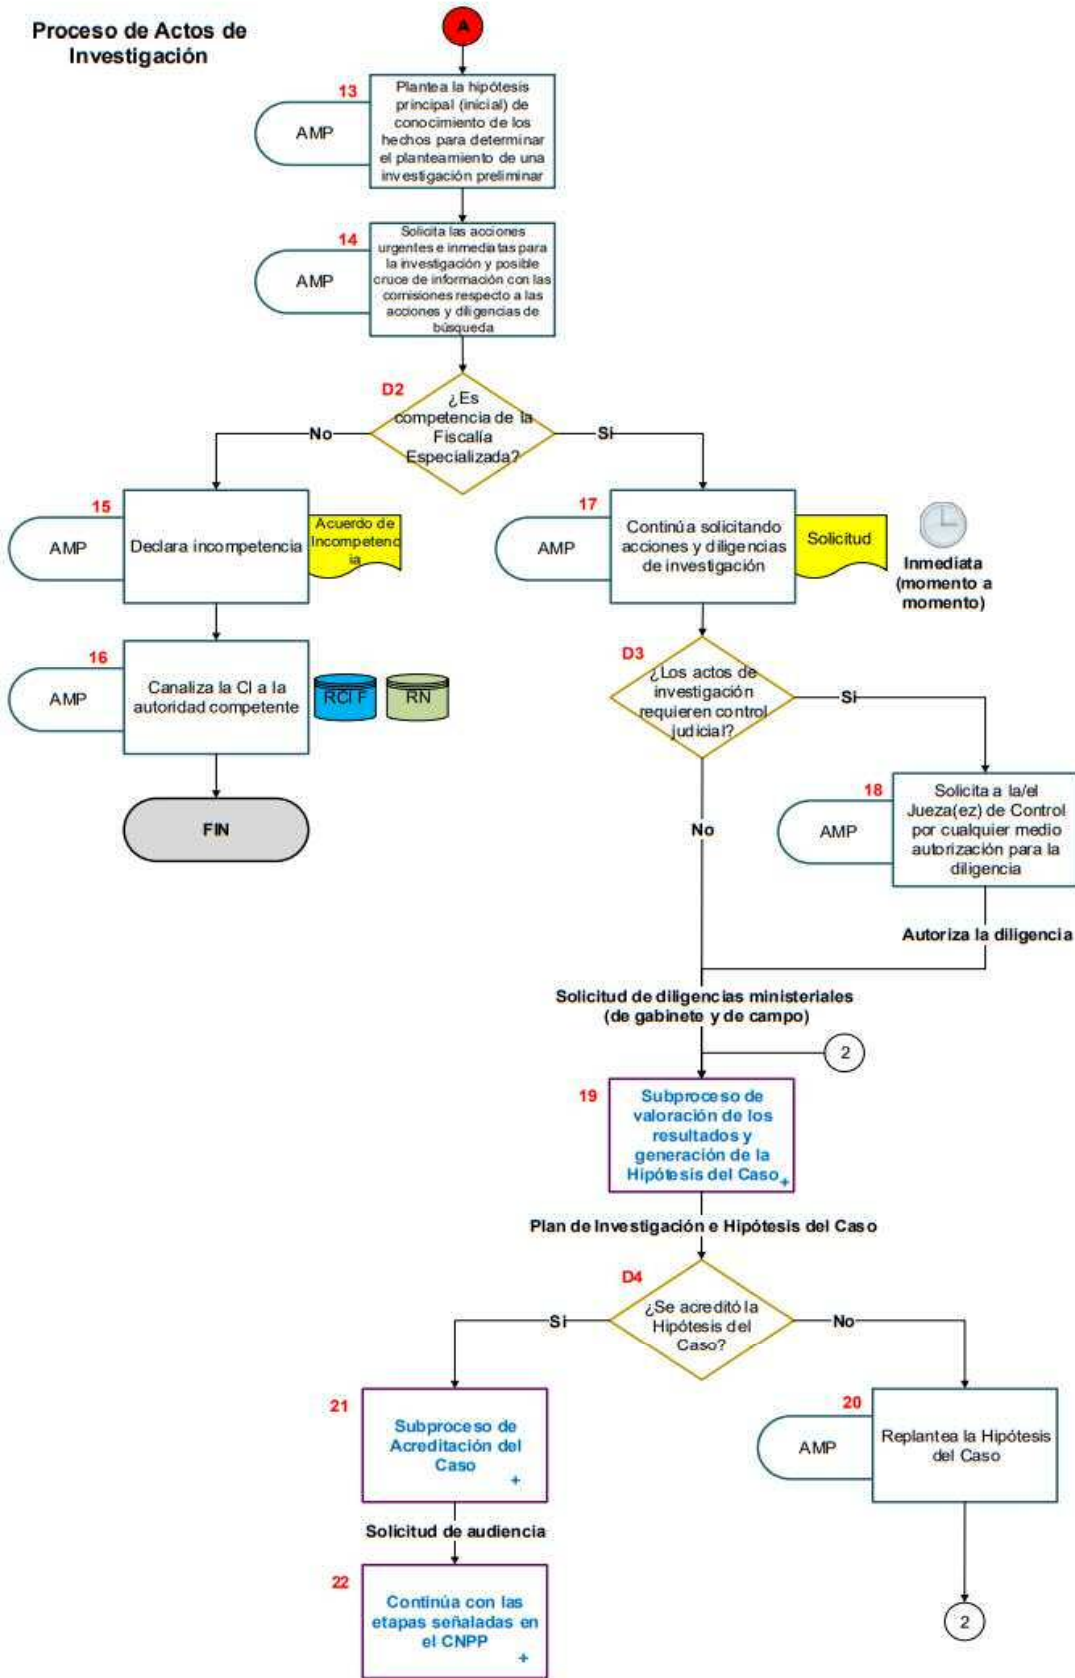 Proceso de Actos de
Investigación
A
13
AMP
Plantea la hipótesis
principal (inicial) de
conocimiento de los
hechos para determinar
el planteamiento de una
investigación preliminar
14
AMP
Solicita las acciones
urgentes e inmediatas para
la investigación y posible
cruce de información con las
comisiones respecto a las
acciones y diligencias de
búsqueda
D2
¿Es
competencia de la
Fiscalía
Especializada?
No
Si
15
AMP
Declara incompetencia
Acuerdo de
Incompetenc
ia
17
AMP
Continúa solicitando
acciones y diligencias
de investigación
Solicitud
Inmediata
(momento a
momento)
16
AMP
Canaliza la CI a la
autoridad competente
RCI F
RN
FIN
D3
¿Los actos de
investigación
requieren control
judicial?
Si
No
18
AMP
Solicita a la/el
Jueza(ez) de Control
por cualquier medio
autorización para la
diligencia
Autoriza la diligencia
Solicitud de diligencias ministeriales
(de gabinete y de campo)
2
19
Subproceso de
valoración de los
resultados y
generación de la
Hipótesis del Caso
+
Plan de Investigación e Hipótesis del Caso
D4
¿Se acreditó la
Hipótesis del
Caso?
Si
No
21
Subproceso de
Acreditación del
Caso
+
20
AMP
Replantea la Hipótesis
del Caso
Solicitud de audiencia
22
Continúa con las
etapas señaladas en
el CNPP
+
2